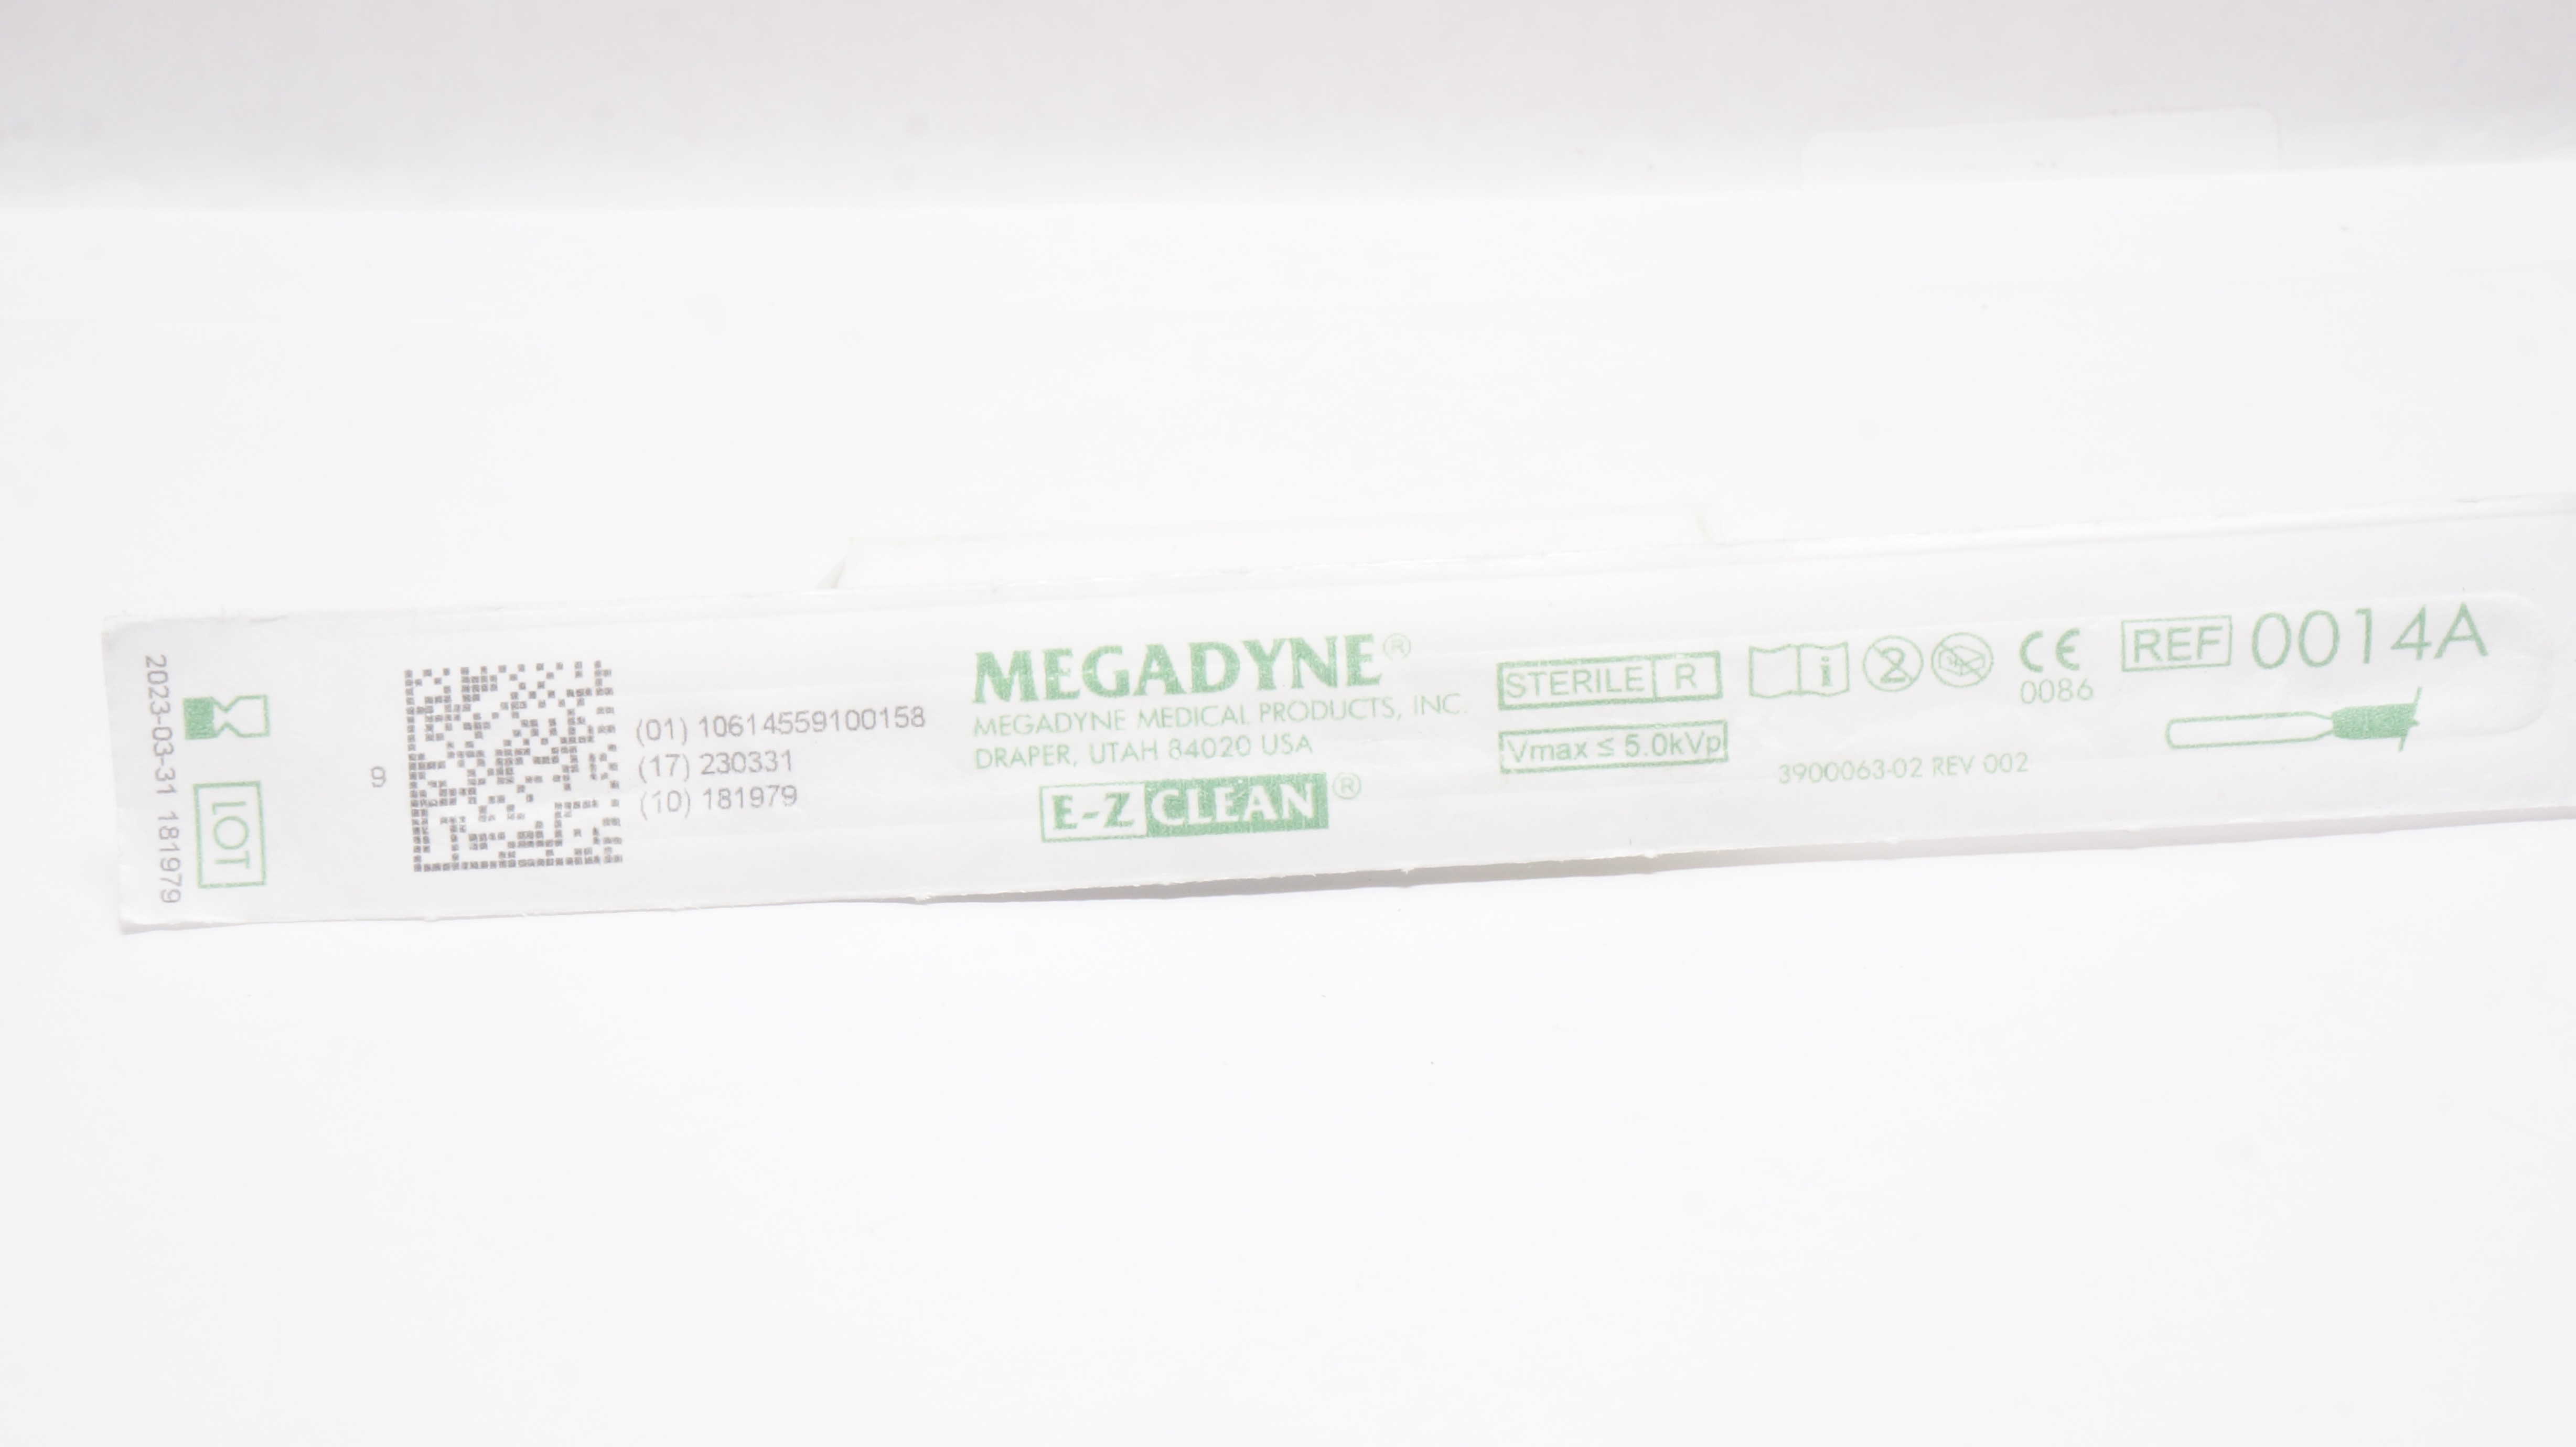 2023-03-31 181979
LOT
9
(01) 10614559100158
(17) 230331
(10) 181979
MEGADYNE®
MEGADYNE MEDICAL PRODUCTS, INC.
DRAPER, UTAH 84020 USA
E-Z CLEAN®
STERILE R
Vmax ≤ 5.0kVp
i
2
CE
0086
3900063-02 REV 002
REF 0014A